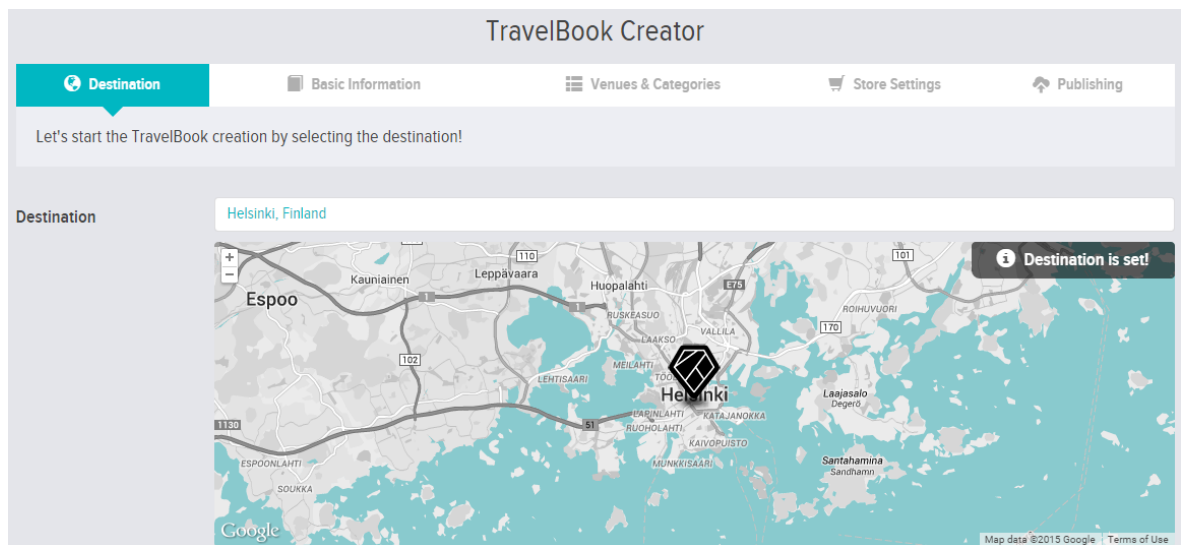 TravelBook Creator
Destination
Basic Information
Venues & Categories
Store Settings
Publishing
Let's start the TravelBook creation by selecting the destination!
Destination
Helsinki, Finland
+
−
Destination is set!
110
101
Kauniainen
Leppävaara
Huopalahti
E75
Espoo
1
1
RUSKEASUO
ROIHUVUORI
VALLILA
170
LAAKSO
102
MEILAHTI
LEHTISAARI
Laajasalo
Degerö
LAPINLAHTI
KATAJANOKKA
1130
51
RUOHOLAHTI
KAIVOPUISTO
ESPOONLAHTI
MUNKKISAARI
Santahamina
Sandhamn
SOUKKA
Google
Map data ©2015 Google
Terms of Use